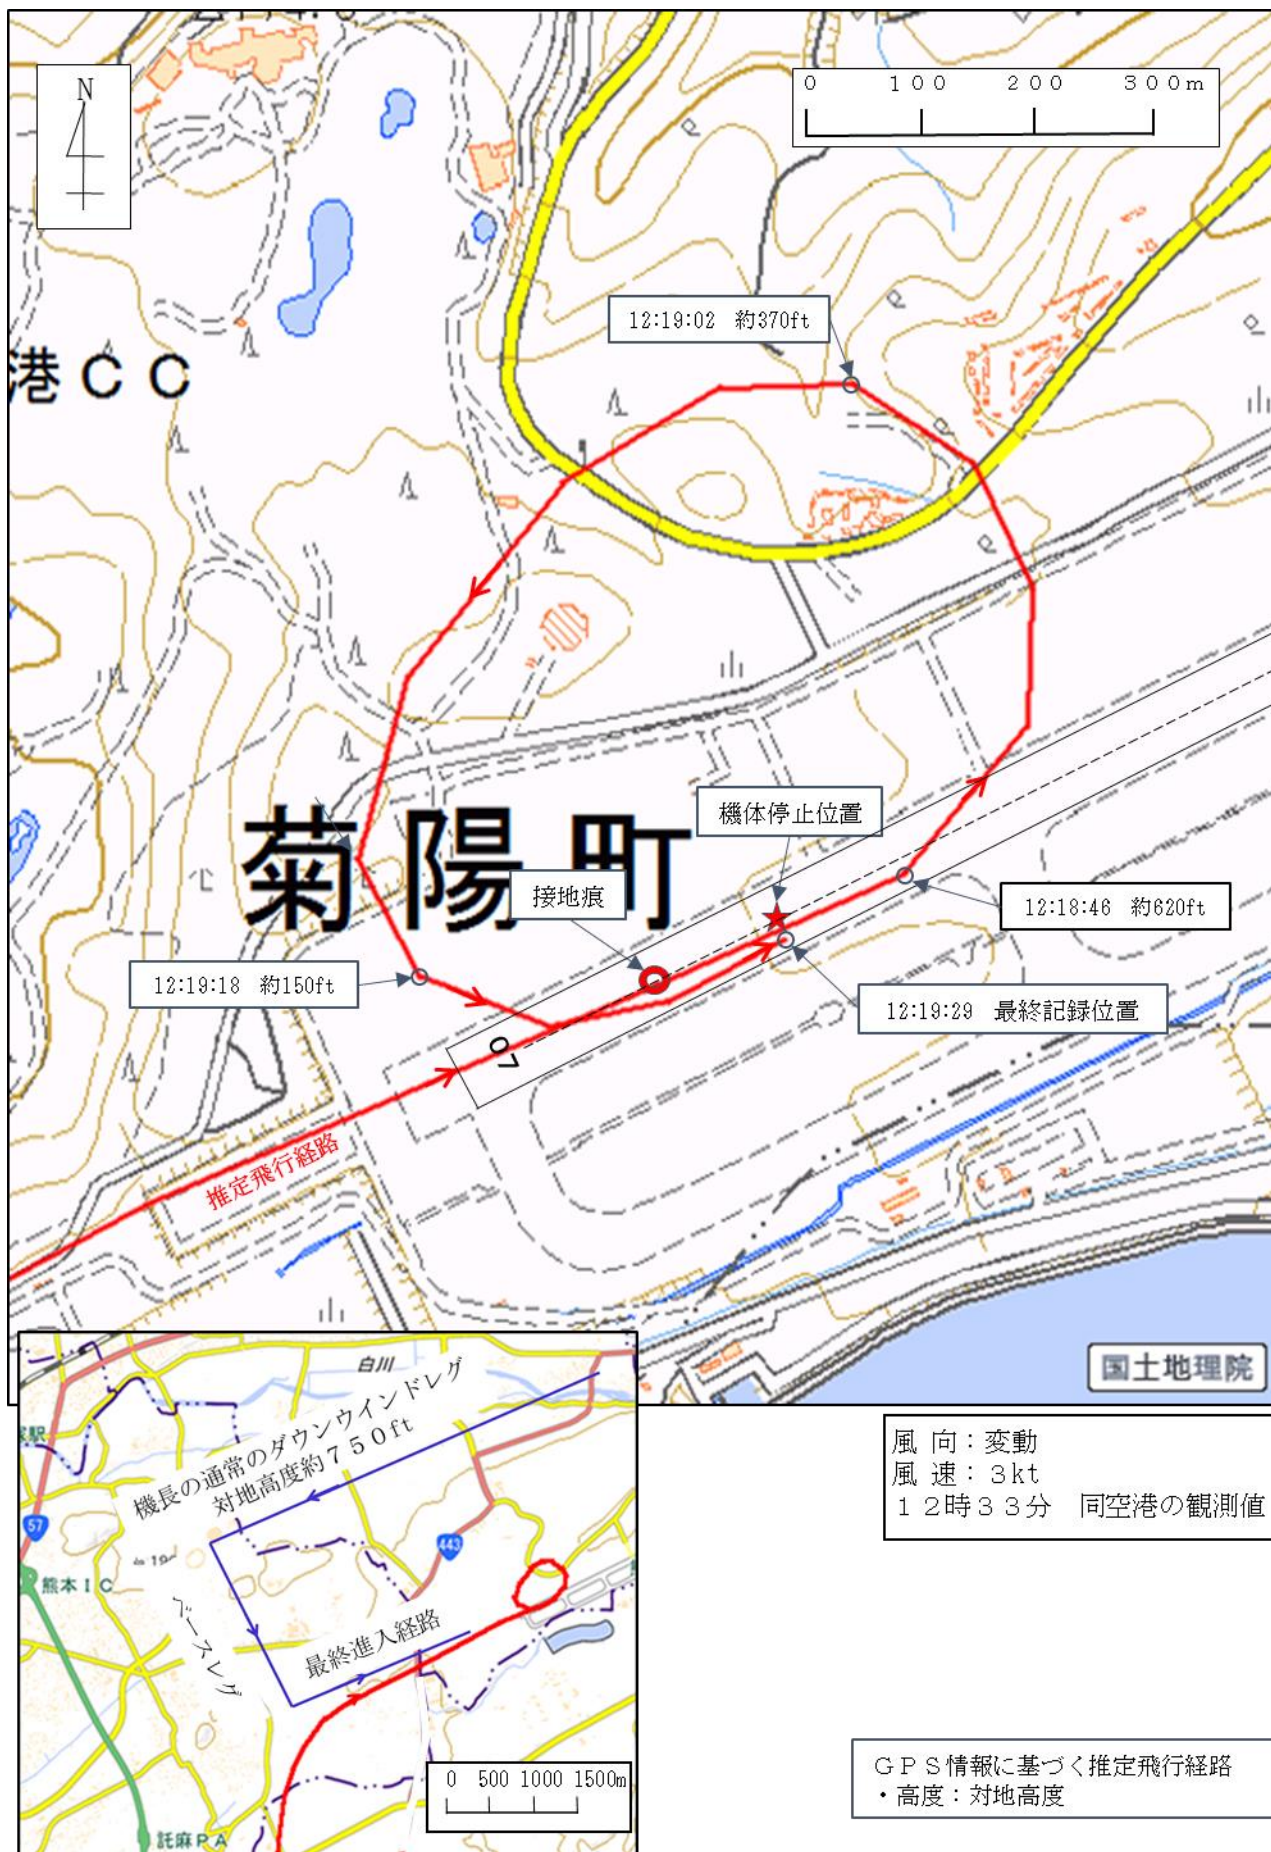 N
0 100 200 300m
12:19:02 約370ft
港CC
機体停止位置
菊陽町
接地痕
12:18:46 約620ft
12:19:18 約150ft
12:19:29 最終記録位置
07
推定飛行経路
国土地理院
白川
機長の通常のダウンウインドレグ
対地高度約750ft
57
443
熊本IC
ベースレグ
最終進入経路
0 500 1000 1500m
託麻PA
風向:変動
風速:3kt
12時33分 同空港の観測値
GPS情報に基づく推定飛行経路
・高度:対地高度